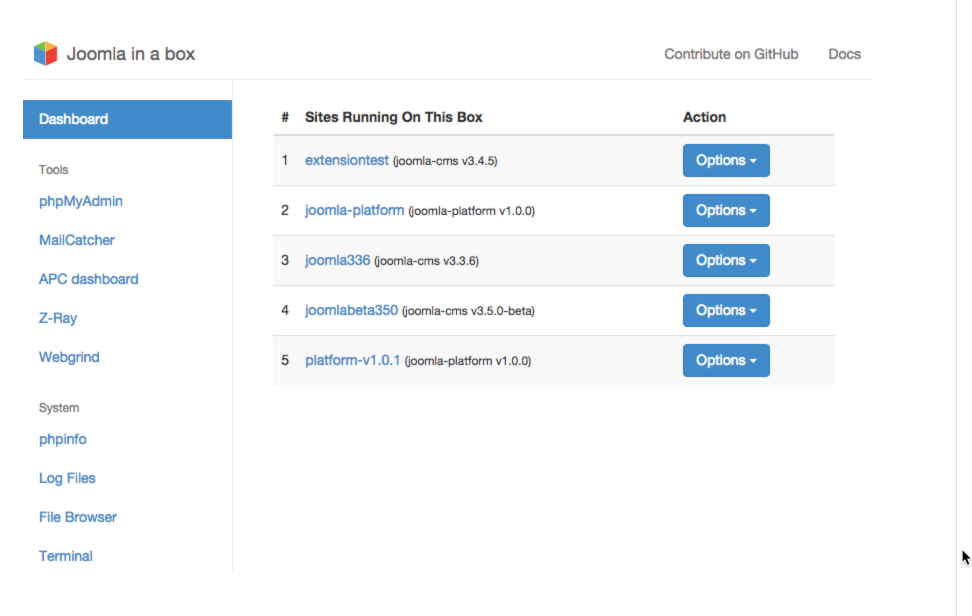 Joomla in a box
Contribute on GitHub Docs
Dashboard
Tools
phpMyAdmin
MailCatcher
APC dashboard
Z-Ray
Webgrind
System
phpinfo
Log Files
File Browser
Terminal
# Sites Running On This Box Action
1 extensiontest (joomla-cms v3.4.5) Options
2 joomla-platform (joomla-platform v1.0.0) Options
3 joomla336 (joomla-cms v3.3.6) Options
4 joomlabeta350 (joomla-cms v3.5.0-beta) Options
5 platform-v1.0.1 (joomla-platform v1.0.0) Options